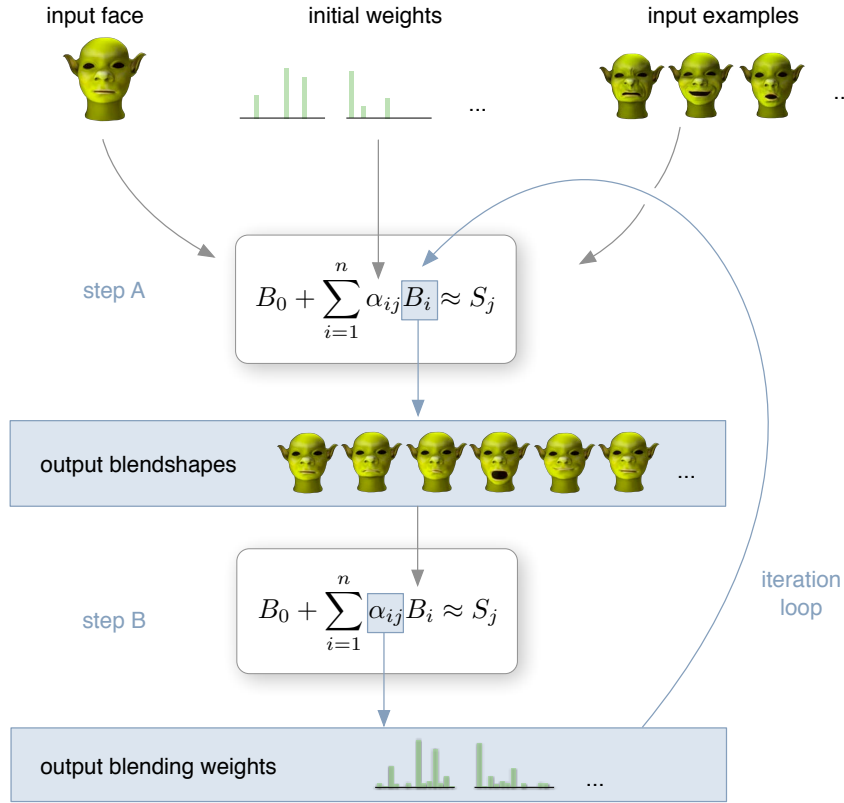 input face
initial weights
input examples
...
...
step A
B_0 + \sum_{i=1}^{n} \alpha_{ij} B_i \approx S_j
output blendshapes
...
step B
B_0 + \sum_{i=1}^{n} \alpha_{ij} B_i \approx S_j
iteration
loop
output blending weights
...